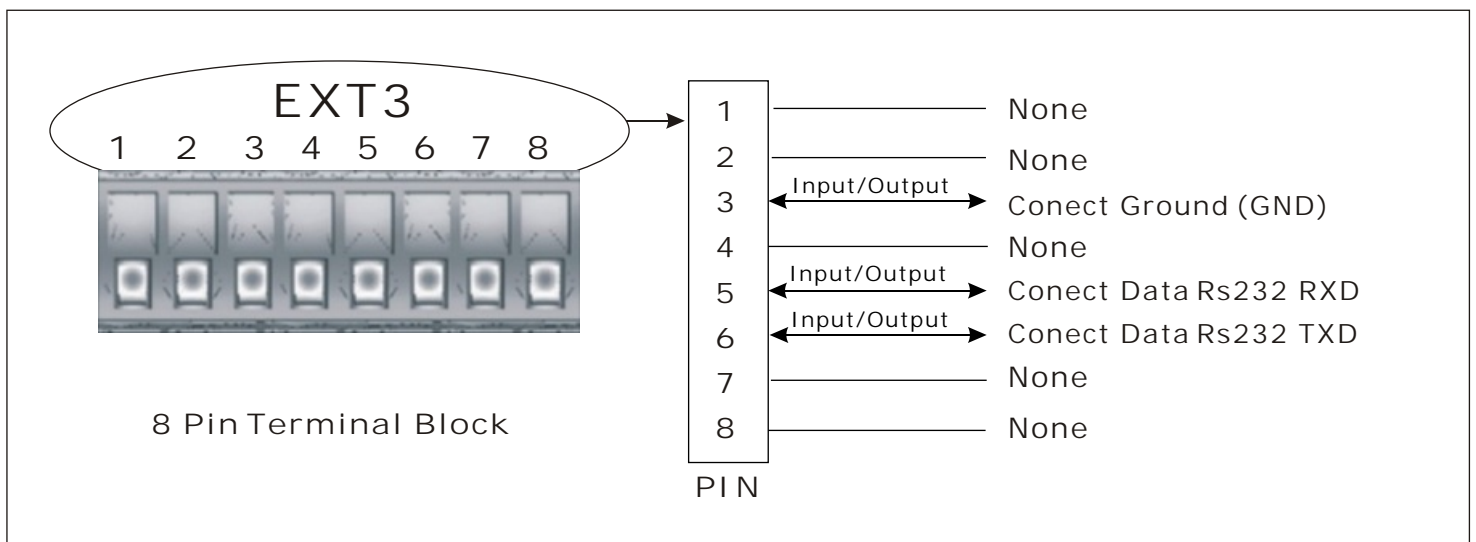 EXT3
1 2 3 4 5 6 7 8
8 Pin Terminal Block
1 None
2 None
3 Input/Output Conect Ground (GND)
4 None
5 Input/Output Conect Data Rs232 RXD
6 Input/Output Conect Data Rs232 TXD
7 None
8 None
PIN